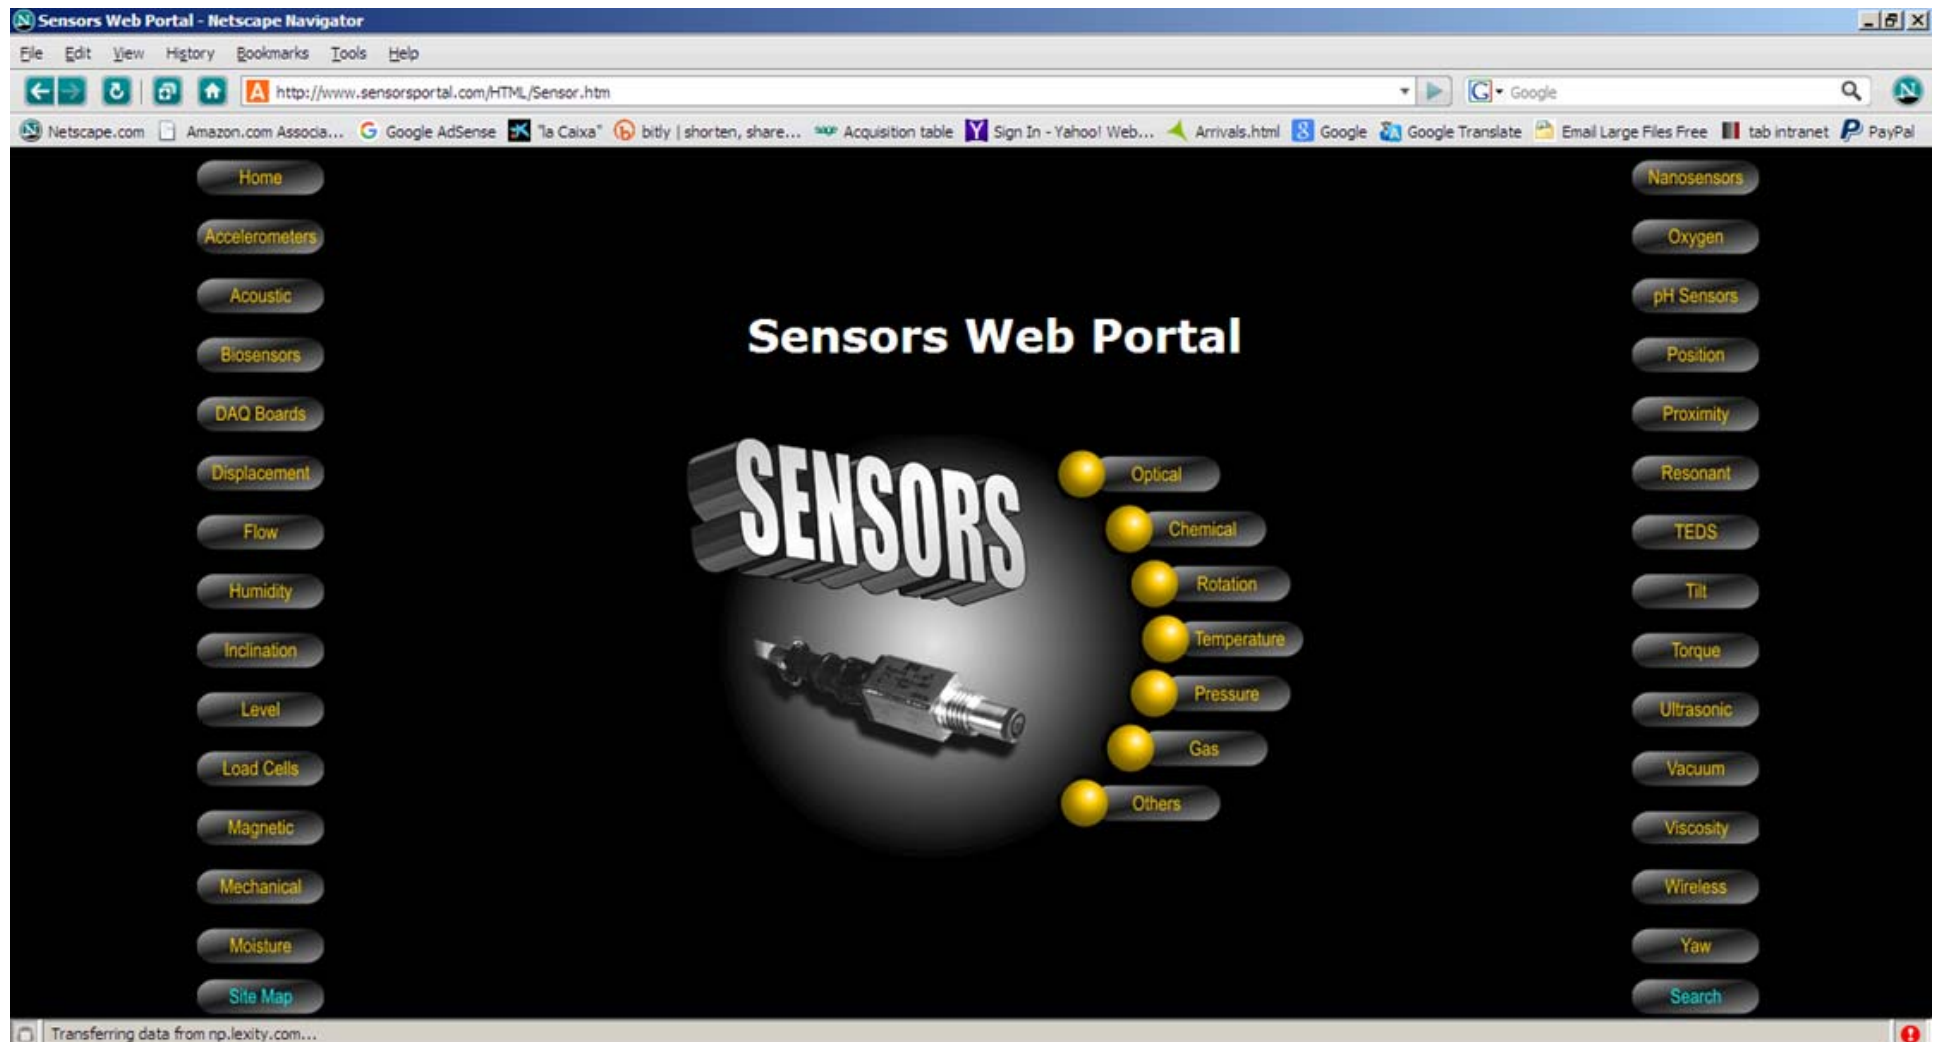 Sensors Web Portal - Netscape Navigator
File Edit View History Bookmarks Tools Help
http://www.sensorsportal.com/HTML/Sensor.htm
Google
Netscape.com Amazon.com Associa... Google AdSense "la Caixa" bitly | shorten, share... Acquisition table Sign In - Yahoo! Web... Arrivals.html Google Google Translate Email Large Files Free tab intranet PayPal
Home
Accelerometers
Acoustic
Biosensors
DAQ Boards
Displacement
Flow
Humidity
Inclination
Level
Load Cells
Magnetic
Mechanical
Moisture
Site Map
Sensors Web Portal
SENSORS
Optical
Chemical
Rotation
Temperature
Pressure
Gas
Others
Nanosensors
Oxygen
pH Sensors
Position
Proximity
Resonant
TEDS
Tilt
Torque
Ultrasonic
Vacuum
Viscosity
Wireless
Yaw
Search
Transferring data from np.lexity.com...